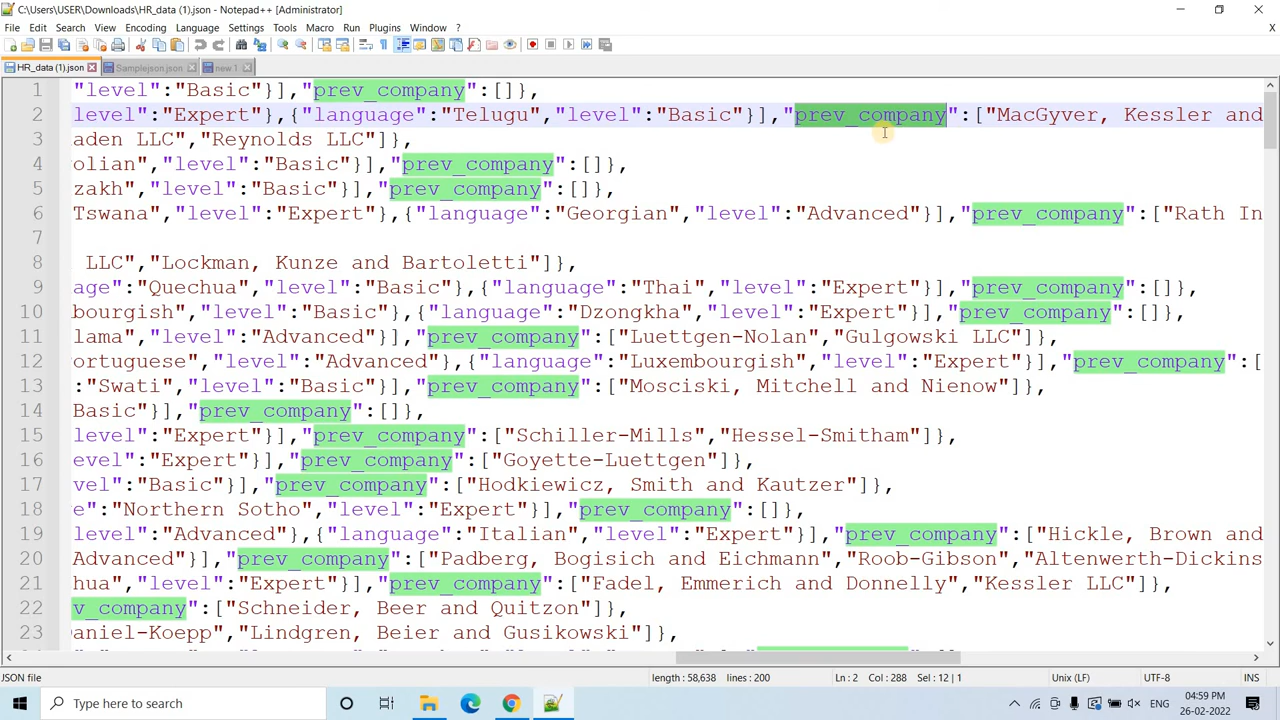 C:\Users\USER\Downloads\HR_data (1).json - Notepad++ [Administrator]
File Edit Search View Encoding Language Settings Tools Macro Run Plugins Window ?
HR_data (1).json Samplejson.json new 1
1 "level":"Basic"}],"prev_company":[]},
2 level":"Expert"},{"language":"Telugu","level":"Basic"}],"prev_company":["MacGyver, Kessler and
3 aden LLC","Reynolds LLC"]},
4 olian","level":"Basic"}],"prev_company":[]},
5 zakh","level":"Basic"}],"prev_company":[]},
6 Tswana","level":"Expert"},{"language":"Georgian","level":"Advanced"}],"prev_company":["Rath In
7
8 LLC","Lockman, Kunze and Bartoletti"]},
9 age":"Quechua","level":"Basic"},{"language":"Thai","level":"Expert"}],"prev_company":[]},
10 bourgish","level":"Basic"},{"language":"Dzongkha","level":"Expert"}],"prev_company":[]},
11 lama","level":"Advanced"}],"prev_company":["Luettgen-Nolan","Gulgowski LLC"]},
12 ortuguese","level":"Advanced"},{"language":"Luxembourgish","level":"Expert"}],"prev_company":[
13 :"Swati","level":"Basic"}],"prev_company":["Mosciski, Mitchell and Nienow"]},
14 Basic"}],"prev_company":[]},
15 level":"Expert"}],"prev_company":["Schiller-Mills","Hessel-Smitham"]},
16 evel":"Expert"}],"prev_company":["Goyette-Luettgen"]},
17 vel":"Basic"}],"prev_company":["Hodkiewicz, Smith and Kautzer"]},
18 e":"Northern Sotho","level":"Expert"}],"prev_company":[]},
19 level":"Advanced"},{"language":"Italian","level":"Expert"}],"prev_company":["Hickle, Brown and
20 Advanced"}],"prev_company":["Padberg, Bogisich and Eichmann","Roob-Gibson","Altenwerth-Dickins
21 hua","level":"Expert"}],"prev_company":["Fadel, Emmerich and Donnelly","Kessler LLC"]},
22 v_company":["Schneider, Beer and Quitzon"]},
23 aniel-Koepp","Lindgren, Beier and Gusikowski"]},
JSON file length : 58,638 lines : 200 Ln : 2 Col : 288 Sel : 12 | 1 Unix (LF) UTF-8 INS
Type here to search ENG 04:59 PM
26-02-2022